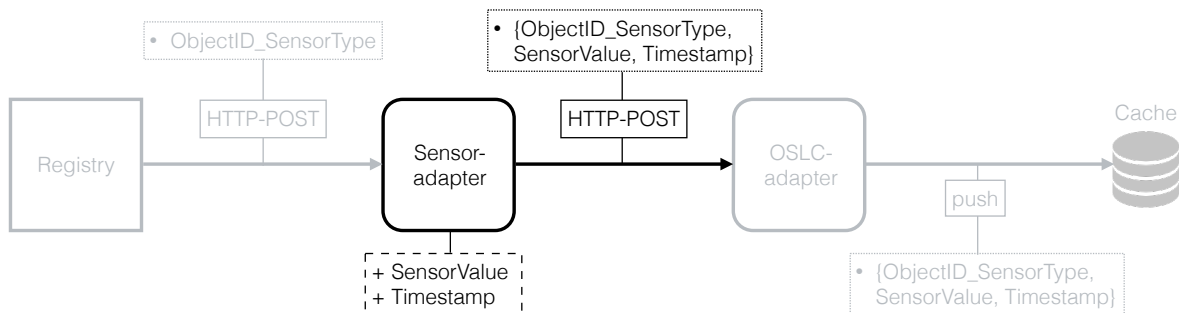 • ObjectID_SensorType
• {ObjectID_SensorType,
SensorValue, Timestamp}
HTTP-POST
HTTP-POST
Cache
Registry
Sensor-
adapter
OSLC-
adapter
push
+ SensorValue
+ Timestamp
• {ObjectID_SensorType,
SensorValue, Timestamp}